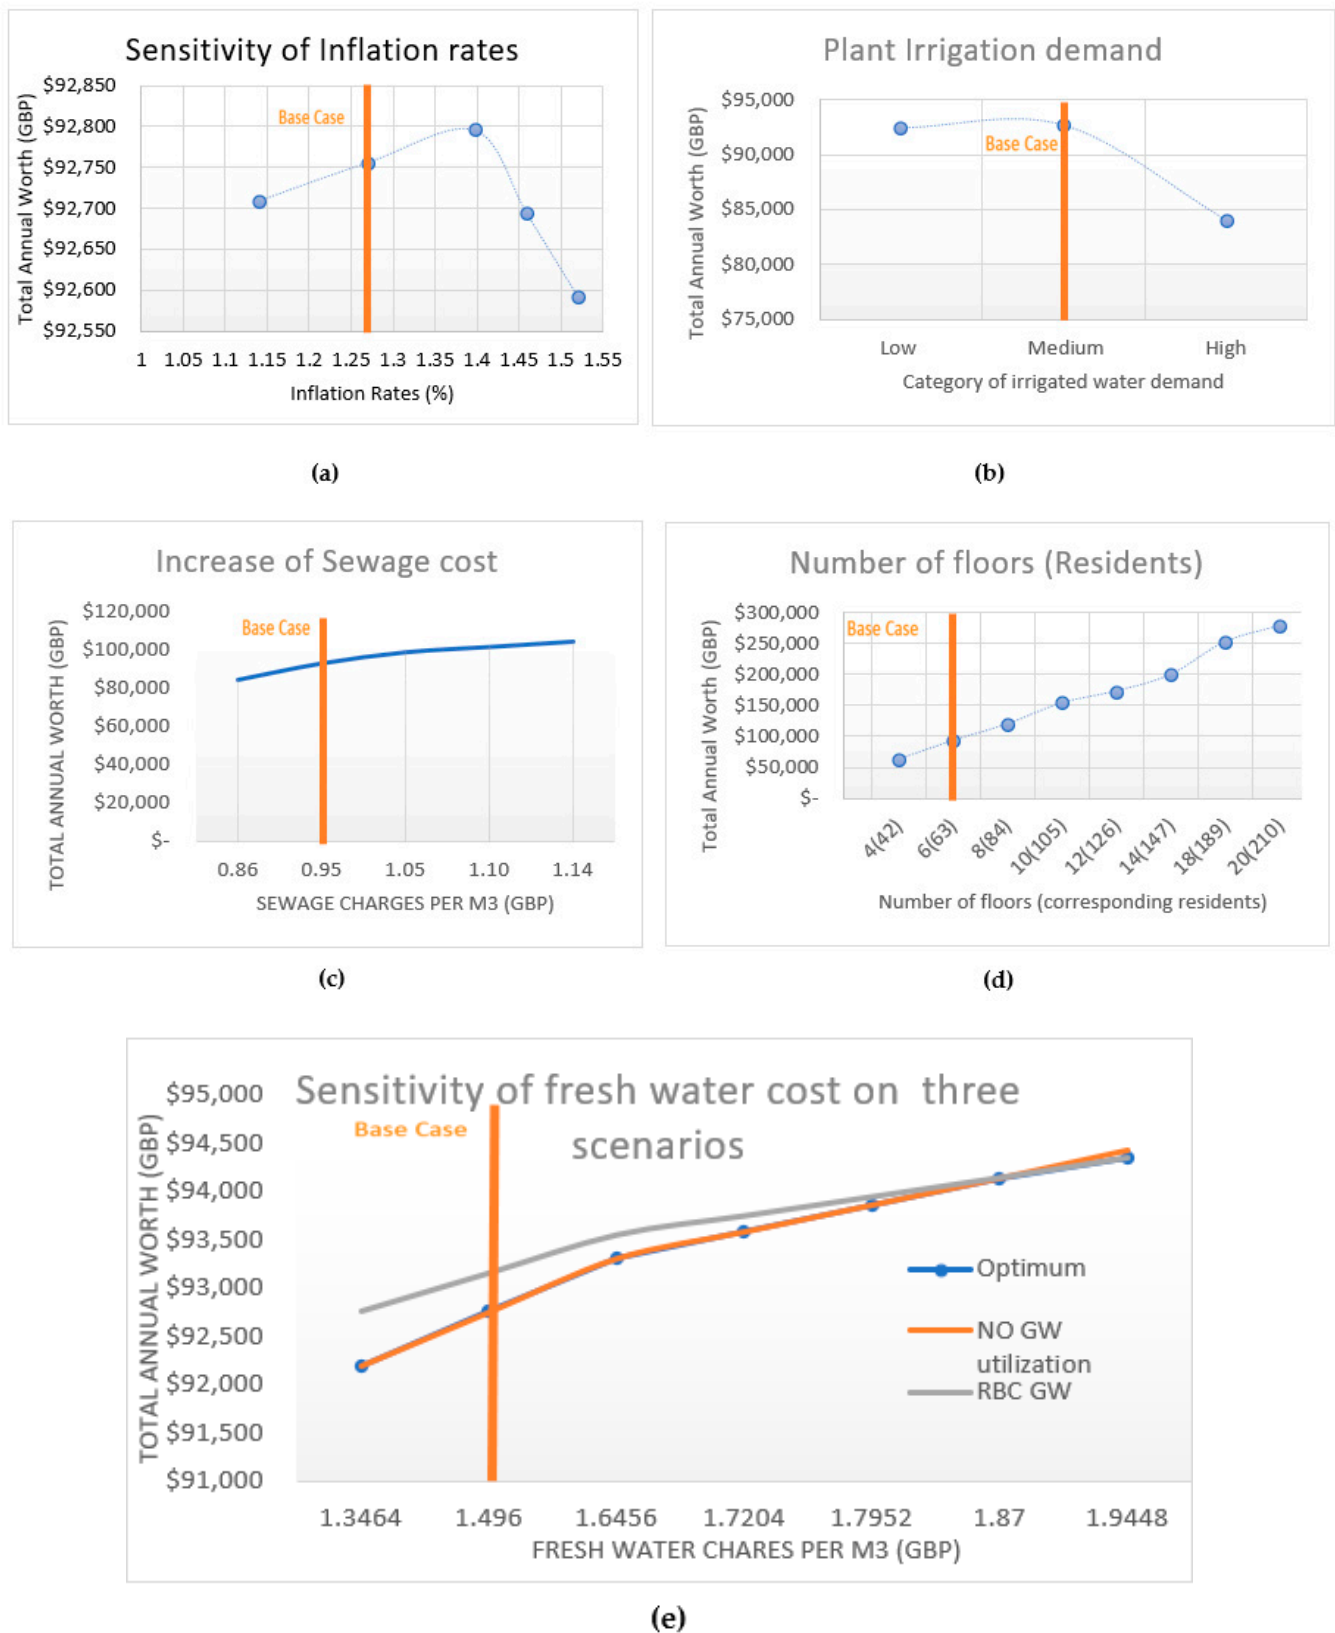 Sensitivity of Inflation rates
Total Annual Worth (GBP)
$92,850
$92,800
$92,750
$92,700
$92,650
$92,600
$92,550
Base Case
1 1.05 1.1 1.15 1.2 1.25 1.3 1.35 1.4 1.45 1.5 1.55
Inflation Rates (%)
(a)
Plant Irrigation demand
Total Annual Worth (GBP)
$95,000
$90,000
$85,000
$80,000
$75,000
Base Case
Low Medium High
Category of irrigated water demand
(b)
Increase of Sewage cost
TOTAL ANNUAL WORTH (GBP)
$120,000
$100,000
$80,000
$60,000
$40,000
$20,000
$-
Base Case
0.86 0.95 1.05 1.10 1.14
SEWAGE CHARGES PER M3 (GBP)
(c)
Number of floors (Residents)
Total Annual Worth (GBP)
$300,000
$250,000
$200,000
$150,000
$100,000
$50,000
$-
Base Case
4(42) 6(63) 8(84) 10(105) 12(126) 14(147) 18(189) 20(210)
Number of floors (corresponding residents)
(d)
Sensitivity of fresh water cost on three
scenarios
TOTAL ANNUAL WORTH (GBP)
$95,000
$94,500
$94,000
$93,500
$93,000
$92,500
$92,000
$91,500
$91,000
Base Case
Optimum
NO GW
utilization
RBC GW
1.3464 1.496 1.6456 1.7204 1.7952 1.87 1.9448
FRESH WATER CHARES PER M3 (GBP)
(e)